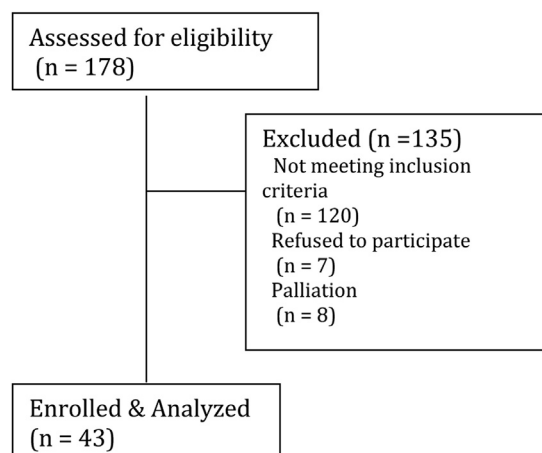 Assessed for eligibility
(n = 178)
Excluded (n =135)
Not meeting inclusion
criteria
(n = 120)
Refused to participate
(n = 7)
Palliation
(n = 8)
Enrolled & Analyzed
(n = 43)